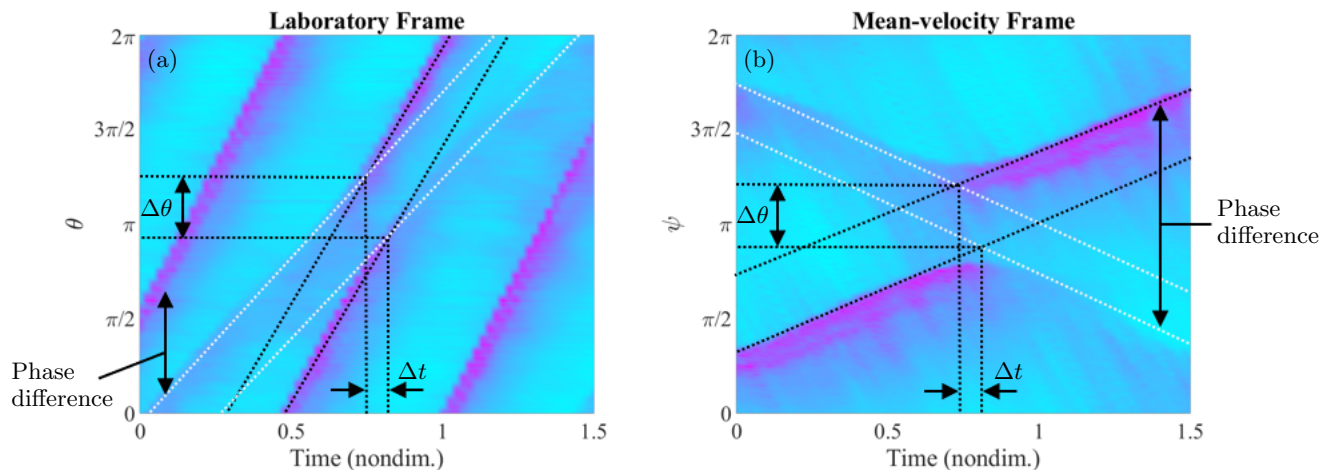 Laboratory Frame
(a)
2π
3π/2
π
π/2
0
θ
Δθ
Δt
Phase
difference
0
0.5
1
1.5
Time (nondim.)
Mean-velocity Frame
(b)
2π
3π/2
π
π/2
0
ψ
Δθ
Δt
Phase
difference
0
0.5
1
1.5
Time (nondim.)